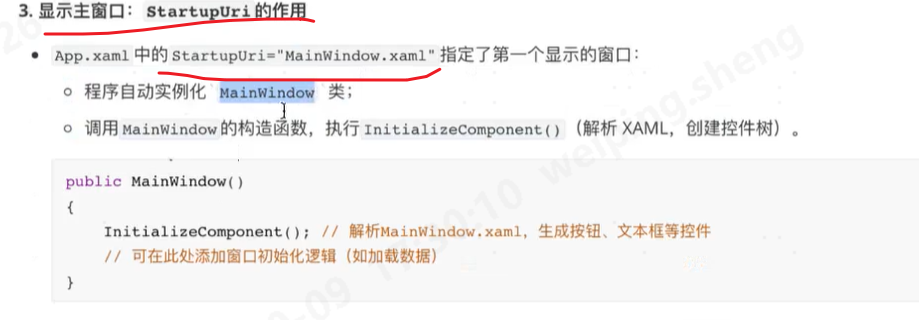 3. 显示主窗口：StartupUri的作用
• App.xaml 中的 StartupUri="MainWindow.xaml" 指定了第一个显示的窗口：
○ 程序自动实例化 MainWindow 类；
○ 调用 MainWindow 的构造函数，执行 InitializeComponent()（解析 XAML，创建控件树）。
public MainWindow()
{
InitializeComponent(); // 解析MainWindow.xaml，生成按钮、文本框等控件
// 可在此处添加窗口初始化逻辑（如加载数据）
}
weiping.sheng